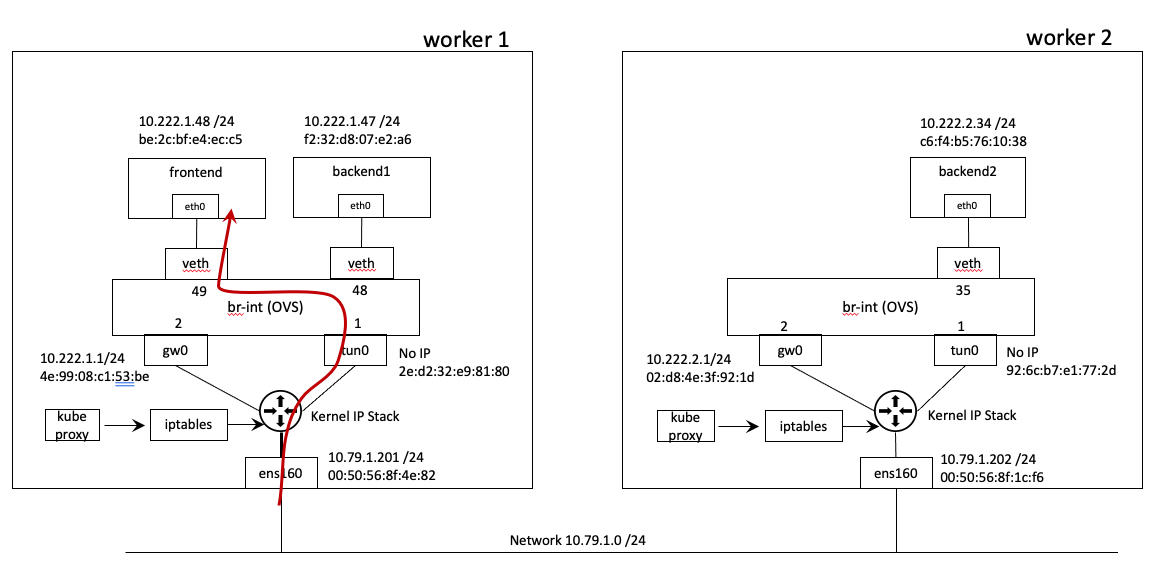 worker 1
10.222.1.48 /24
be:2c:bf:e4:ec:c5
10.222.1.47 /24
f2:32:d8:07:e2:a6
frontend
eth0
backend1
eth0
veth
veth
49
48
br-int (OVS)
2
1
gw0
tun0
10.222.1.1/24
4e:99:08:c1:53:be
No IP
2e:d2:32:e9:81:80
kube
proxy
iptables
Kernel IP Stack
10.79.1.201 /24
00:50:56:8f:4e:82
ens160
worker 2
10.222.2.34 /24
c6:f4:b5:76:10:38
backend2
eth0
veth
35
br-int (OVS)
2
1
gw0
tun0
10.222.2.1/24
02:d8:4e:3f:92:1d
No IP
92:6c:b7:e1:77:2d
kube
proxy
iptables
Kernel IP Stack
10.79.1.202 /24
00:50:56:8f:1c:f6
ens160
Network 10.79.1.0 /24